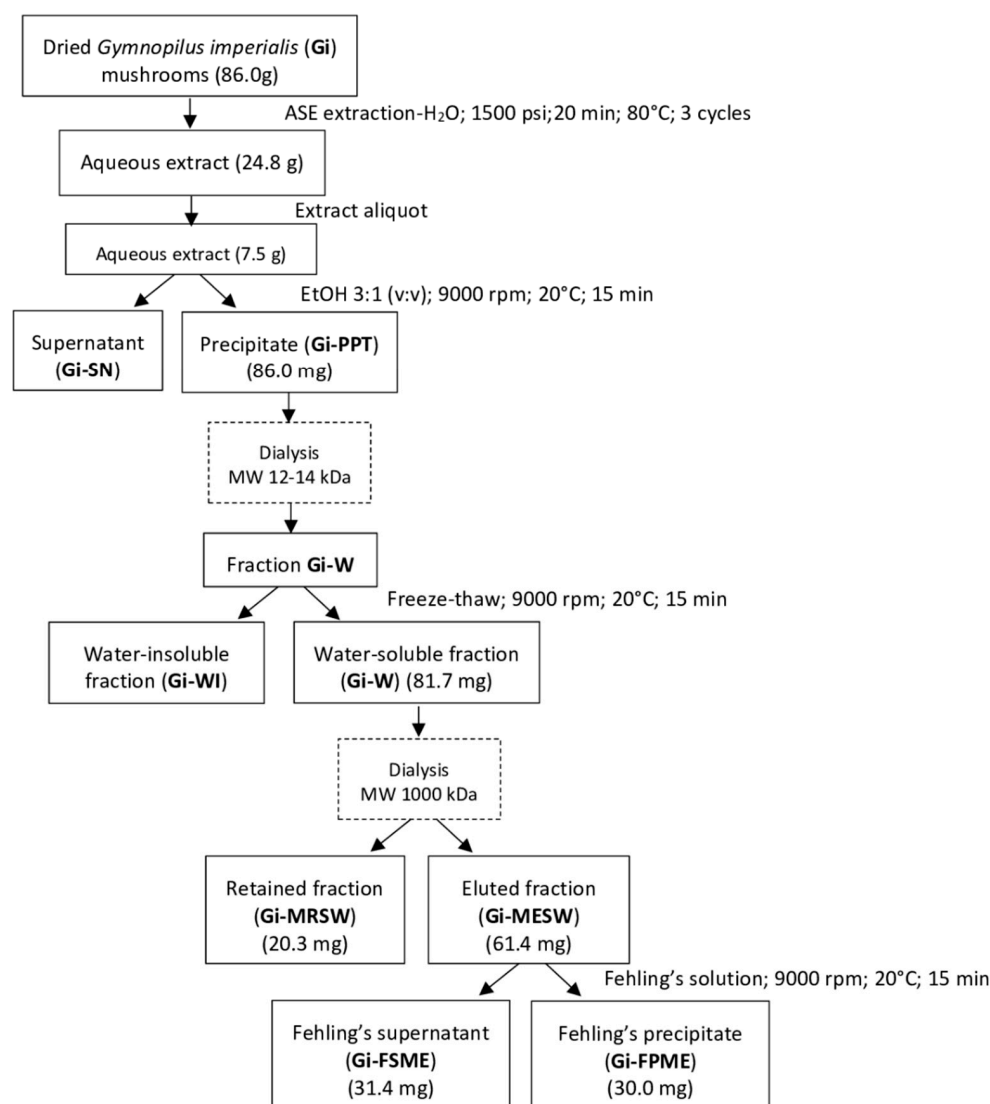 Dried Gymnopilus imperialis (Gi)
mushrooms (86.0g)
ASE extraction-H₂O; 1500 psi;20 min; 80°C; 3 cycles
Aqueous extract (24.8 g)
Extract aliquot
Aqueous extract (7.5 g)
EtOH 3:1 (v:v); 9000 rpm; 20°C; 15 min
Supernatant
(Gi-SN)
Precipitate (Gi-PPT)
(86.0 mg)
Dialysis
MW 12-14 kDa
Fraction Gi-W
Freeze-thaw; 9000 rpm; 20°C; 15 min
Water-insoluble
fraction (Gi-WI)
Water-soluble fraction
(Gi-W) (81.7 mg)
Dialysis
MW 1000 kDa
Retained fraction
(Gi-MRSW)
(20.3 mg)
Eluted fraction
(Gi-MESW)
(61.4 mg)
Fehling’s solution; 9000 rpm; 20°C; 15 min
Fehling’s supernatant
(Gi-FSME)
(31.4 mg)
Fehling’s precipitate
(Gi-FPME)
(30.0 mg)